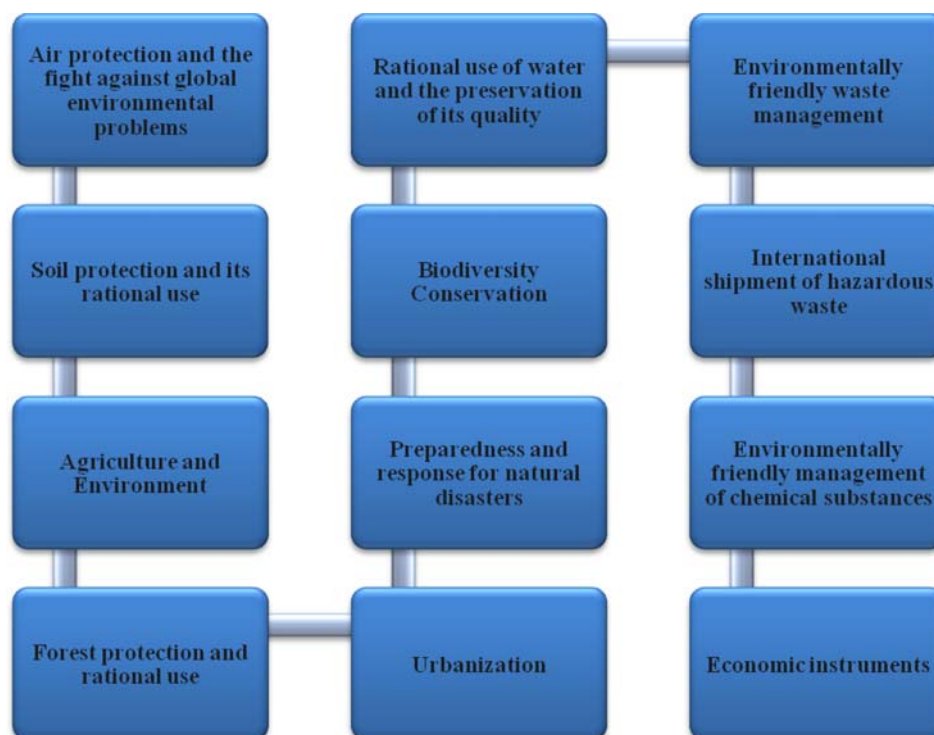 Air protection and the
fight against global
environmental
problems
Soil protection and its
rational use
Agriculture and
Environment
Forest protection and
rational use
Urbanization
Preparedness and
response for natural
disasters
Biodiversity
Conservation
Rational use of water
and the preservation
of its quality
Environmentally
friendly waste
management
International
shipment of hazardous
waste
Environmentally
friendly management
of chemical substances
Economic instruments